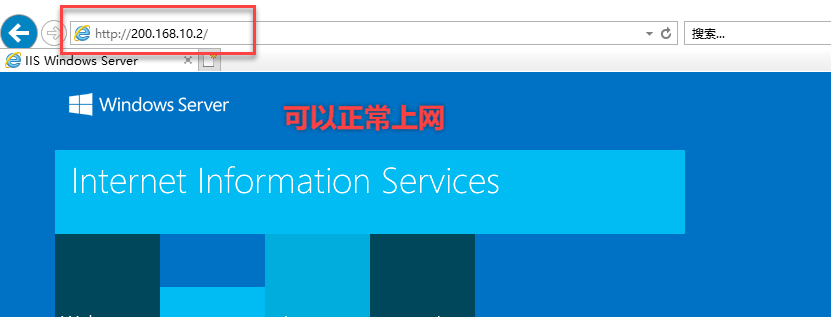 http://200.168.10.2/
搜索...
IIS Windows Server
Windows Server
可以正常上网
Internet Information Services